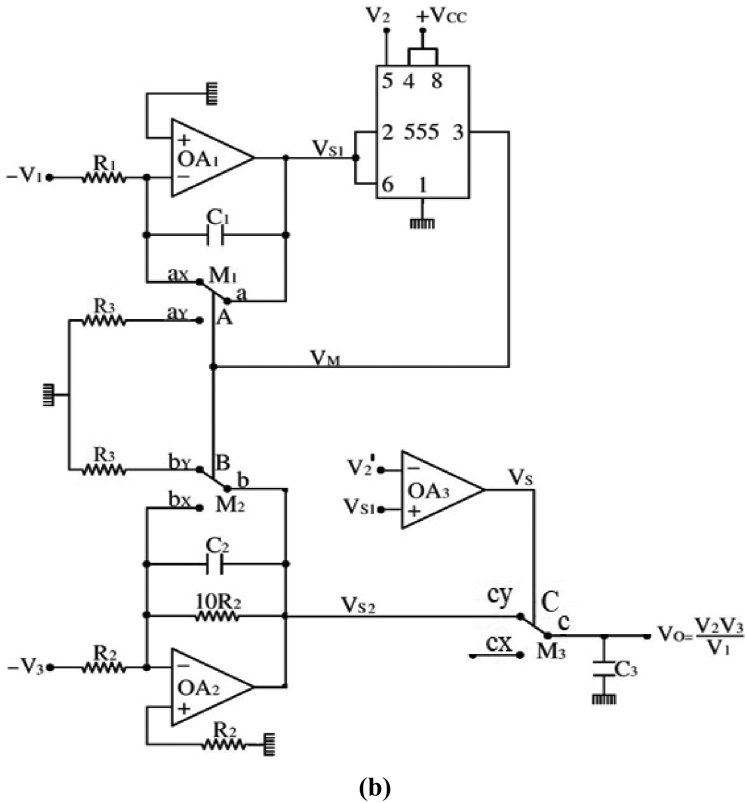 V2 +VCC
5 4 8
2 555 3
6 1
+
OA1
−
VS1
−V1 R1
C1
aX M1
a
R3 aY A
VM
R3 bY B
b
bX M2
C2
10R2
VS2
−V3 R2
−
OA2
+
R2
V2' −
OA3
VS1 +
VS
cy C
c
cx M3
VO= V2V3
V1
C3
(b)